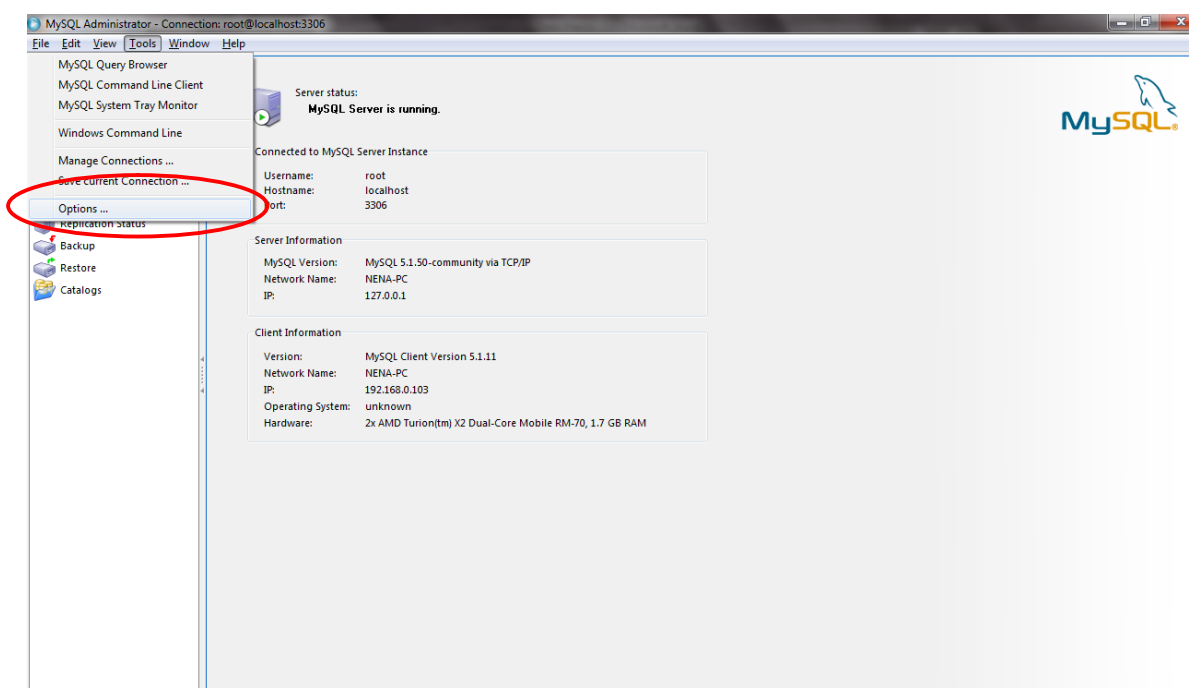 MySQL Administrator - Connection: root@localhost:3306
File Edit View Tools Window Help
MySQL Query Browser
MySQL Command Line Client
MySQL System Tray Monitor
Windows Command Line
Manage Connections ...
Save current Connection ...
Options ...
Replication Status
Backup
Restore
Catalogs
Server status:
MySQL Server is running.
MySQL®
Connected to MySQL Server Instance
Username: root
Hostname: localhost
Port: 3306
Server Information
MySQL Version: MySQL 5.1.50-community via TCP/IP
Network Name: NENA-PC
IP: 127.0.0.1
Client Information
Version: MySQL Client Version 5.1.11
Network Name: NENA-PC
IP: 192.168.0.103
Operating System: unknown
Hardware: 2x AMD Turion(tm) X2 Dual-Core Mobile RM-70, 1.7 GB RAM